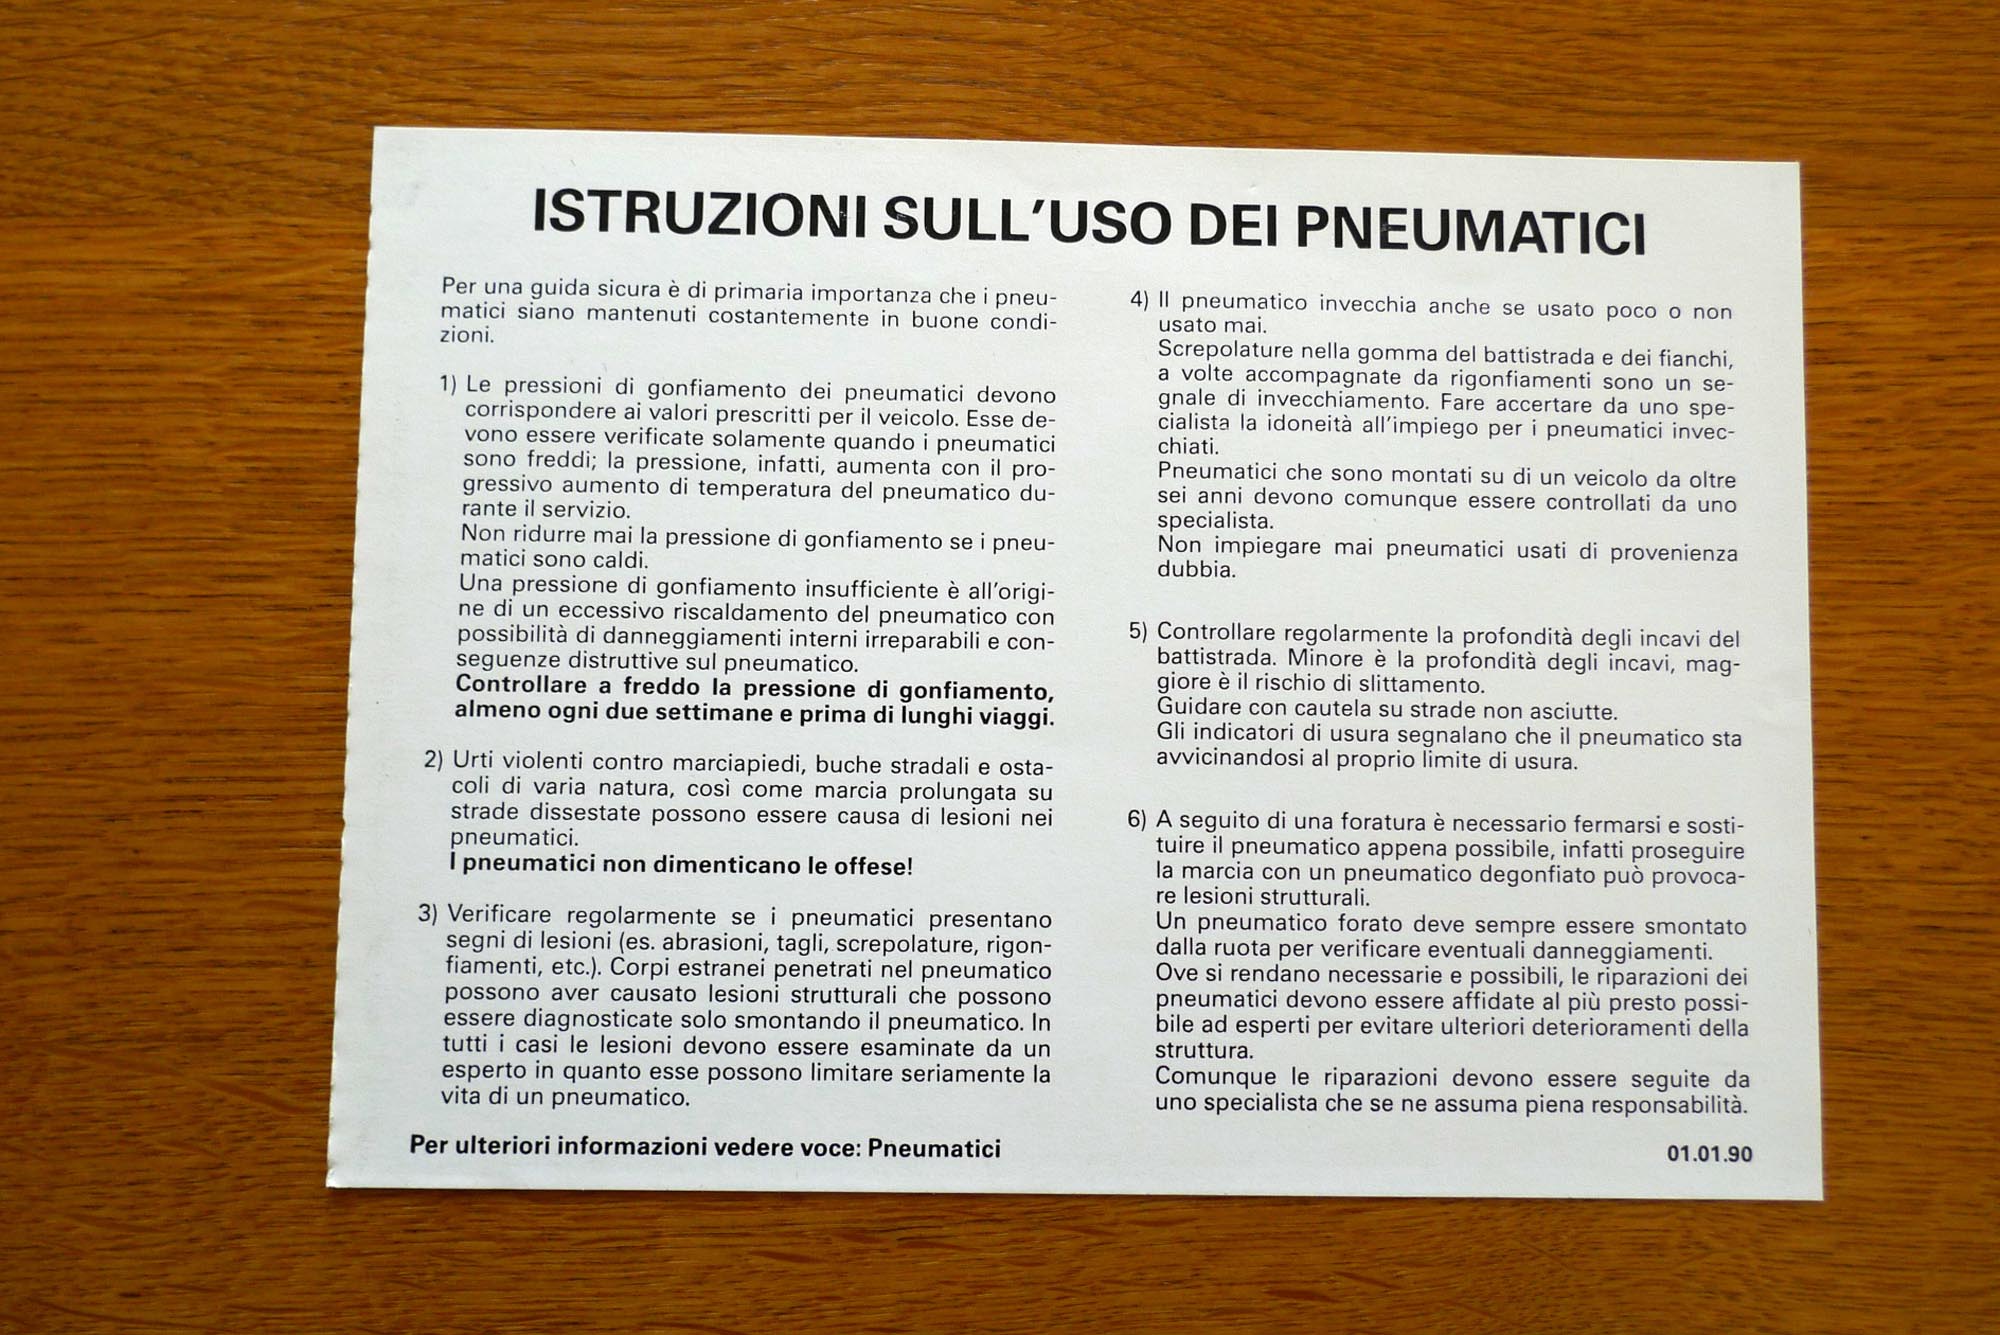 ISTRUZIONI SULL'USO DEI PNEUMATICI
Per una guida sicura è di primaria importanza che i pneu-
matici siano mantenuti costantemente in buone condi-
zioni.
1) Le pressioni di gonfiamento dei pneumatici devono
corrispondere ai valori prescritti per il veicolo. Esse de-
vono essere verificate solamente quando i pneumatici
sono freddi; la pressione, infatti, aumenta con il pro-
gressivo aumento di temperatura del pneumatico du-
rante il servizio.
Non ridurre mai la pressione di gonfiamento se i pneu-
matici sono caldi.
Una pressione di gonfiamento insufficiente è all'origi-
ne di un eccessivo riscaldamento del pneumatico con
possibilità di danneggiamenti interni irreparabili e con-
seguenze distruttive sul pneumatico.
Controllare a freddo la pressione di gonfiamento,
almeno ogni due settimane e prima di lunghi viaggi.
2) Urti violenti contro marciapiedi, buche stradali e osta-
coli di varia natura, così come marcia prolungata su
strade dissestate possono essere causa di lesioni nei
pneumatici.
I pneumatici non dimenticano le offese!
3) Verificare regolarmente se i pneumatici presentano
segni di lesioni (es. abrasioni, tagli, screpolature, rigon-
fiamenti, etc.). Corpi estranei penetrati nel pneumatico
possono aver causato lesioni strutturali che possono
essere diagnosticate solo smontando il pneumatico. In
tutti i casi le lesioni devono essere esaminate da un
esperto in quanto esse possono limitare seriamente la
vita di un pneumatico.
4) Il pneumatico invecchia anche se usato poco o non
usato mai.
Screpolature nella gomma del battistrada e dei fianchi,
a volte accompagnate da rigonfiamenti sono un se-
gnale di invecchiamento. Fare accertare da uno spe-
cialista la idoneità all'impiego per i pneumatici invec-
chiati.
Pneumatici che sono montati su di un veicolo da oltre
sei anni devono comunque essere controllati da uno
specialista.
Non impiegare mai pneumatici usati di provenienza
dubbia.
5) Controllare regolarmente la profondità degli incavi del
battistrada. Minore è la profondità degli incavi, mag-
giore è il rischio di slittamento.
Guidare con cautela su strade non asciutte.
Gli indicatori di usura segnalano che il pneumatico sta
avvicinandosi al proprio limite di usura.
6) A seguito di una foratura è necessario fermarsi e sosti-
tuire il pneumatico appena possibile, infatti proseguire
la marcia con un pneumatico degonfiato può provoca-
re lesioni strutturali.
Un pneumatico forato deve sempre essere smontato
dalla ruota per verificare eventuali danneggiamenti.
Ove si rendano necessarie e possibili, le riparazioni dei
pneumatici devono essere affidate al più presto possi-
bile ad esperti per evitare ulteriori deterioramenti della
struttura.
Comunque le riparazioni devono essere seguite da
uno specialista che se ne assuma piena responsabilità.
Per ulteriori informazioni vedere voce: Pneumatici
01.01.90